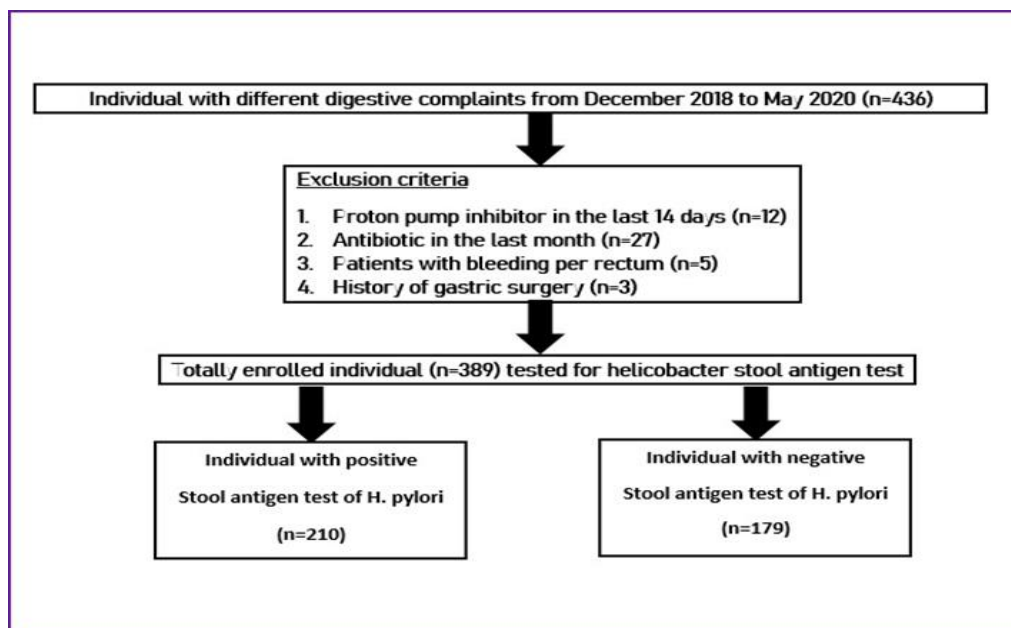 Individual with different digestive complaints from December 2018 to May 2020 (n=436)
Exclusion criteria
1. Proton pump inhibitor in the last 14 days (n=12)
2. Antibiotic in the last month (n=27)
3. Patients with bleeding per rectum (n=5)
4. History of gastric surgery (n=3)
Totally enrolled individual (n=389) tested for helicobacter stool antigen test
Individual with positive
Stool antigen test of H. pylori
(n=210)
Individual with negative
Stool antigen test of H. pylori
(n=179)